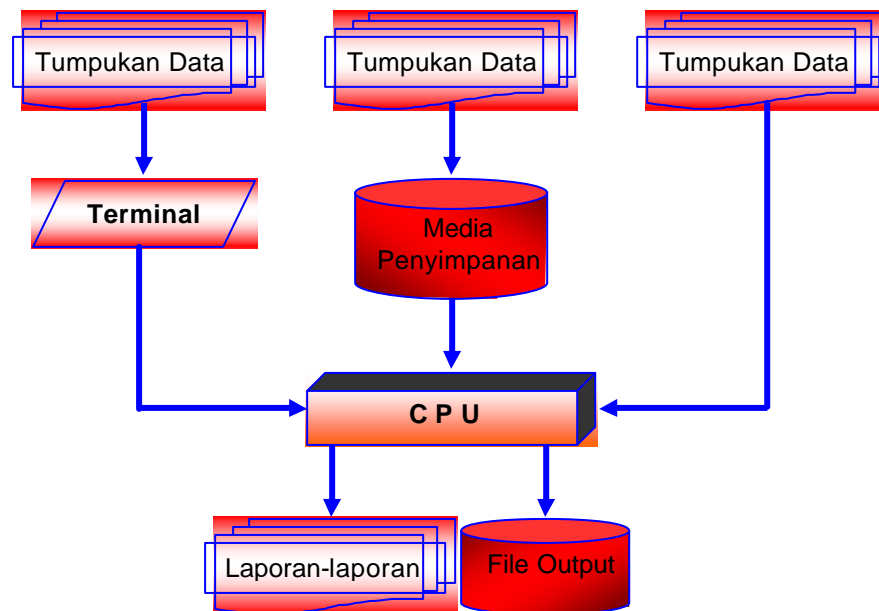 Tumpukan Data
Tumpukan Data
Tumpukan Data
Terminal
Media
Penyimpanan
C P U
Laporan-laporan
File Output